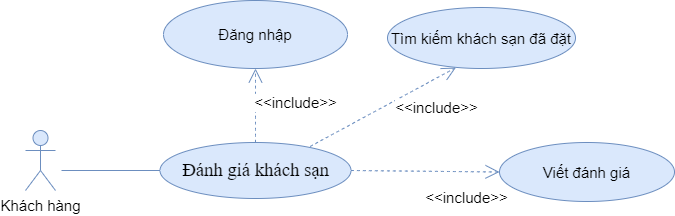 Đăng nhập
Tìm kiếm khách sạn đã đặt
<<include>>
<<include>>
Đánh giá khách sạn
Viết đánh giá
<<include>>
Khách hàng